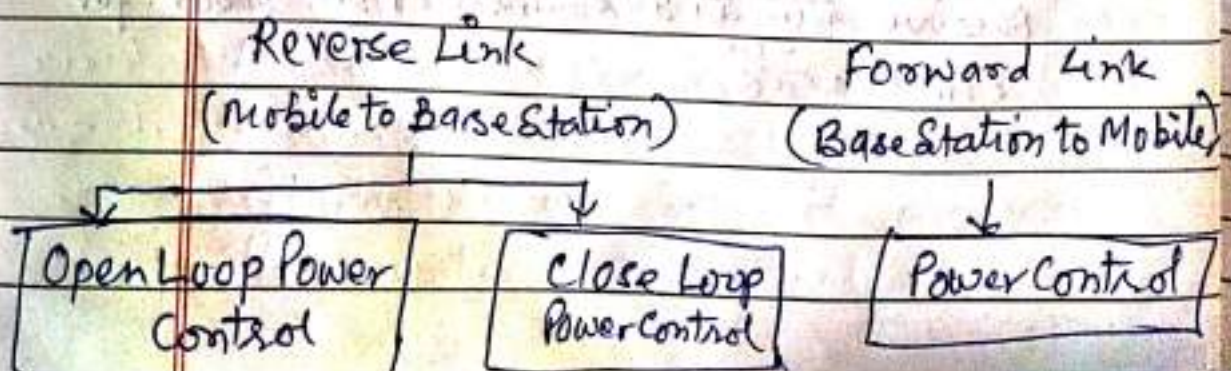 Reverse Link
(Mobile to Base Station)
Forward Link
(Base Station to Mobile)
Open Loop Power
Control
Close Loop
Power Control
Power Control